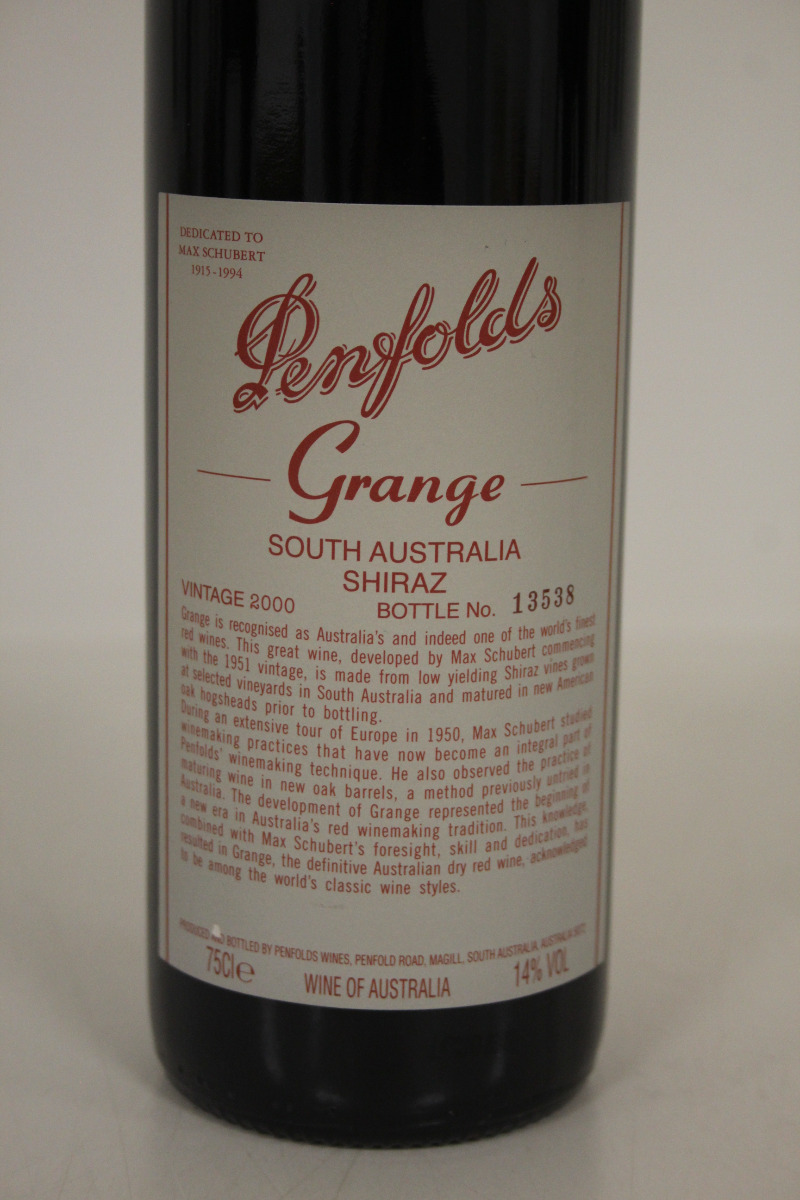 DEDICATED TO
MAX SCHUBERT
1915-1994
Penfolds
Grange
SOUTH AUSTRALIA
SHIRAZ
VINTAGE 2000 BOTTLE No. 13538
Grange is recognised as Australia's and indeed one of the world's finest
red wines. This great wine, developed by Max Schubert commencing
with the 1951 vintage, is made from low yielding Shiraz vines grown
at selected vineyards in South Australia and matured in new American
oak hogsheads prior to bottling.
During an extensive tour of Europe in 1950, Max Schubert studied
winemaking practices that have now become an integral part of
Penfolds' winemaking technique. He also observed the practice of
maturing wine in new oak barrels, a method previously untried in
Australia. The development of Grange represented the beginning of
a new era in Australia's red winemaking tradition. This knowledge,
combined with Max Schubert's foresight, skill and dedication, has
resulted in Grange, the definitive Australian dry red wine, acknowledged
to be among the world's classic wine styles.
PRODUCED AND BOTTLED BY PENFOLDS WINES, PENFOLD ROAD, MAGILL, SOUTH AUSTRALIA, AUSTRALIA 5072
75Cl e WINE OF AUSTRALIA 14% VOL